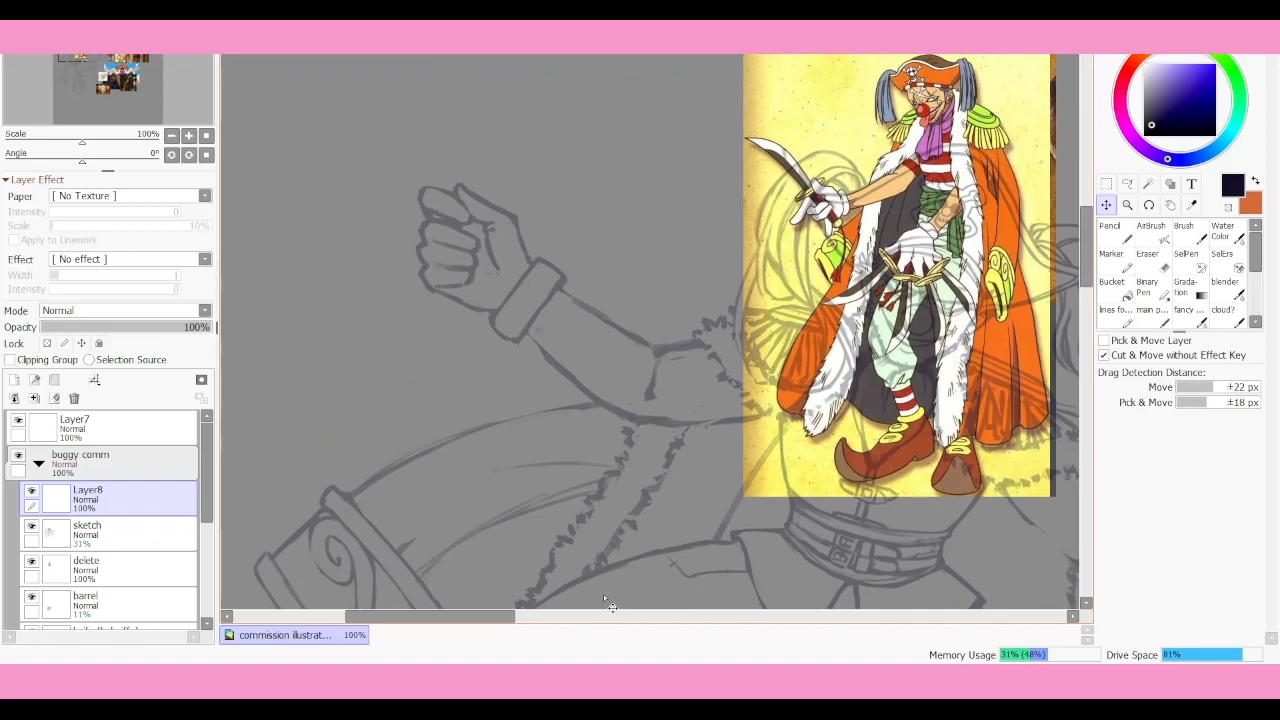 Scale 100%
Angle 0°
Layer Effect
Paper [ No Texture ]
Intensity 0
Scale 10%
Apply to Linework
Effect [ No effect ]
Width 1
Intensity 0
Mode Normal
Opacity 100%
Lock
Clipping Group Selection Source
Layer7
Normal
100%
buggy comm
Normal
100%
Layer8
Normal
100%
sketch
Normal
31%
delete
Normal
100%
barrel
Normal
11%
commission illustrat... 100%
Memory Usage 31% (48%) Drive Space 81%
T
Pencil AirBrush Brush Water
Color
Marker Eraser SelPen SelErs
Bucket Binary Grada- blender
Pen tion
lines fo... main p... fancy ... cloud?
Pick & Move Layer
Cut & Move without Effect Key
Drag Detection Distance:
Move ±22 px
Pick & Move ±18 px